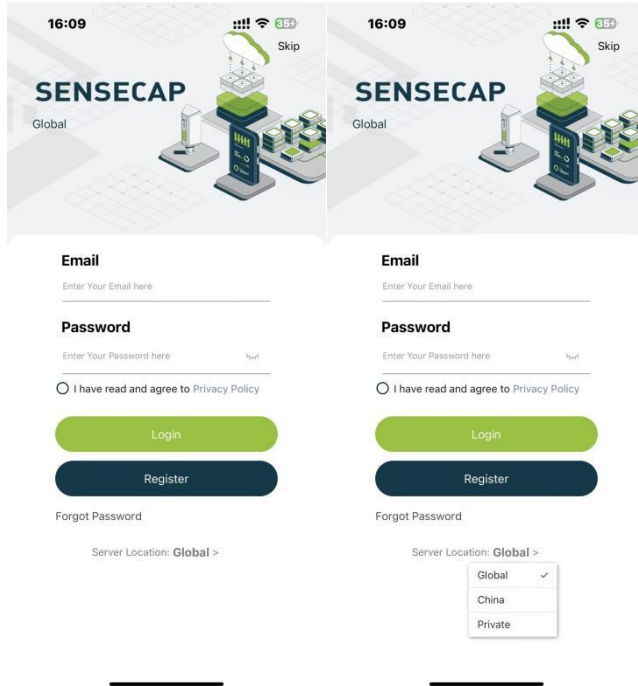 16:09
35
Skip
SENSECAP
Global
Email
Enter Your Email here
Password
Enter Your Password here
I have read and agree to Privacy Policy
Login
Register
Forgot Password
Server Location: Global >
16:09
35
Skip
SENSECAP
Global
Email
Enter Your Email here
Password
Enter Your Password here
I have read and agree to Privacy Policy
Login
Register
Forgot Password
Server Location: Global >
Global
China
Private